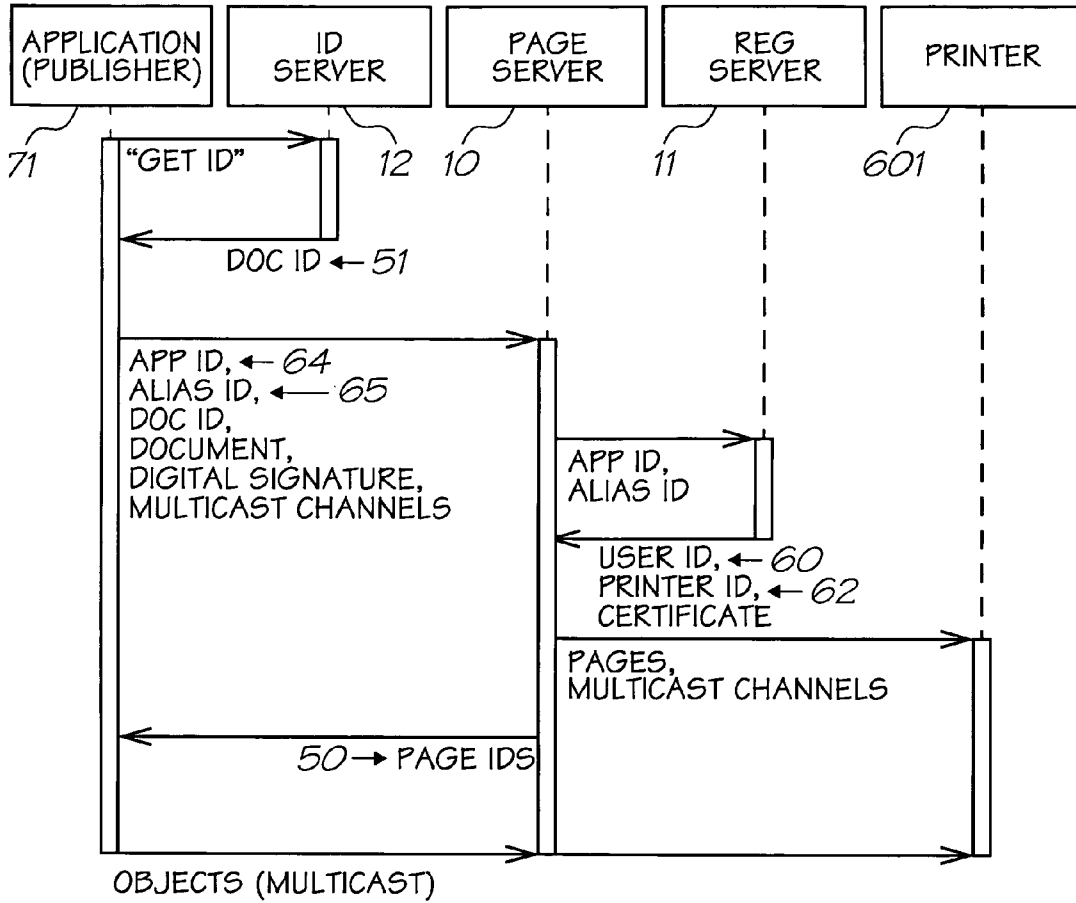 APPLICATION
(PUBLISHER)
ID
SERVER
PAGE
SERVER
REG
SERVER
PRINTER
71
12
10
11
601
"GET ID"
DOC ID ← 51
APP ID, ← 64
ALIAS ID, ← 65
DOC ID,
DOCUMENT,
DIGITAL SIGNATURE,
MULTICAST CHANNELS
APP ID,
ALIAS ID
USER ID, ← 60
PRINTER ID, ← 62
CERTIFICATE
PAGES,
MULTICAST CHANNELS
50 → PAGE IDS
OBJECTS (MULTICAST)